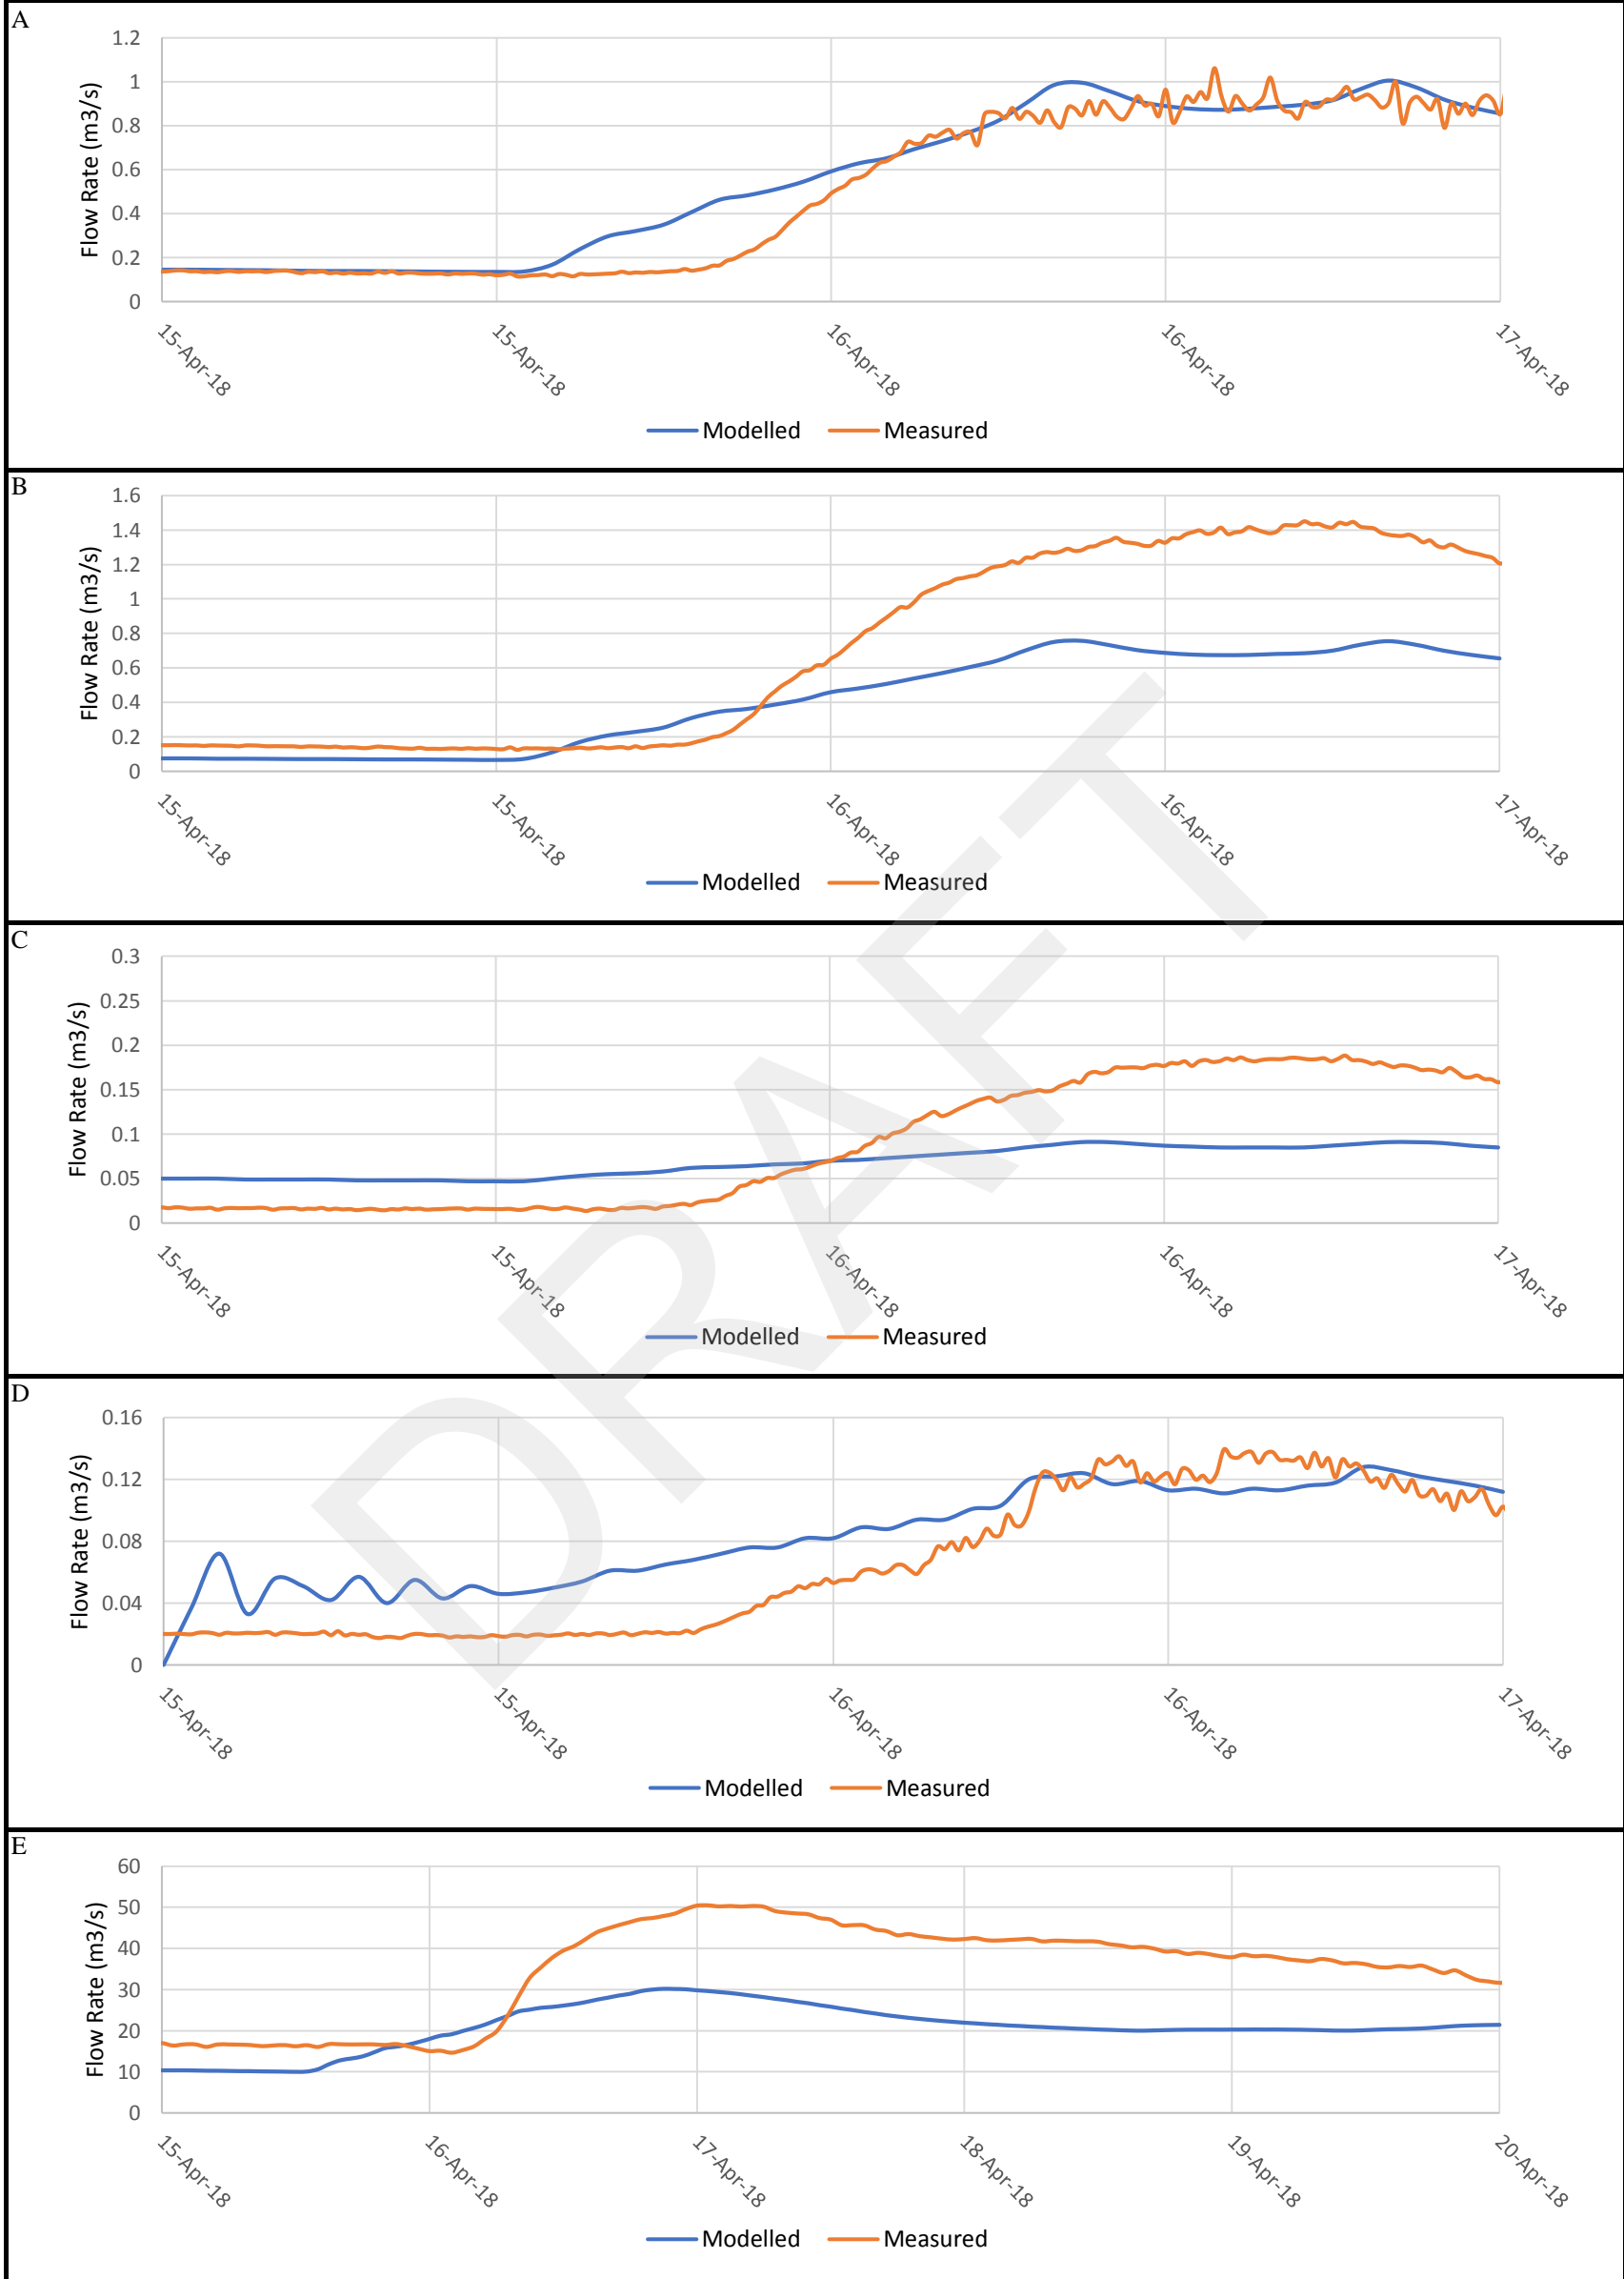 A
Flow Rate (m3/s)
1.2
1
0.8
0.6
0.4
0.2
0
15-Apr-18
15-Apr-18
16-Apr-18
16-Apr-18
17-Apr-18
Modelled
Measured
B
Flow Rate (m3/s)
1.6
1.4
1.2
1
0.8
0.6
0.4
0.2
0
15-Apr-18
15-Apr-18
16-Apr-18
16-Apr-18
17-Apr-18
Modelled
Measured
C
Flow Rate (m3/s)
0.3
0.25
0.2
0.15
0.1
0.05
0
15-Apr-18
15-Apr-18
16-Apr-18
16-Apr-18
17-Apr-18
Modelled
Measured
D
Flow Rate (m3/s)
0.16
0.12
0.08
0.04
0
15-Apr-18
15-Apr-18
16-Apr-18
16-Apr-18
17-Apr-18
Modelled
Measured
E
Flow Rate (m3/s)
60
50
40
30
20
10
0
15-Apr-18
16-Apr-18
17-Apr-18
18-Apr-18
19-Apr-18
20-Apr-18
Modelled
Measured
DRAFT